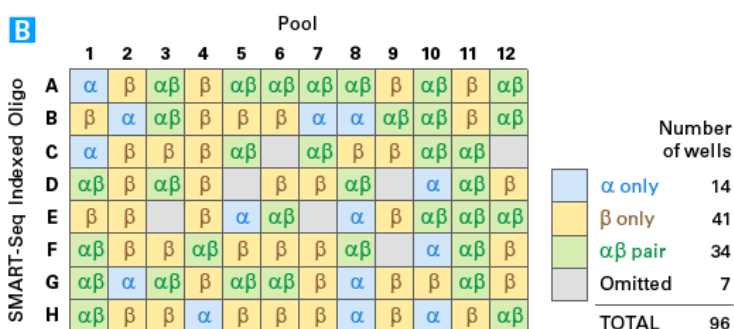 B
Pool
1 2 3 4 5 6 7 8 9 10 11 12
SMART-Seq Indexed Oligo
A α β αβ β αβ αβ αβ αβ β αβ β αβ
B β α αβ β β β α α αβ αβ β αβ
C α β β β αβ αβ β β αβ αβ
D αβ β αβ β β β αβ α αβ β
E β β β α αβ α β αβ αβ αβ
F αβ β β αβ β β β αβ α αβ β
G αβ α αβ β αβ αβ β α β β αβ β
H αβ β β α β β β α β α β αβ
Number
of wells
α only 14
β only 41
αβ pair 34
Omitted 7
TOTAL 96